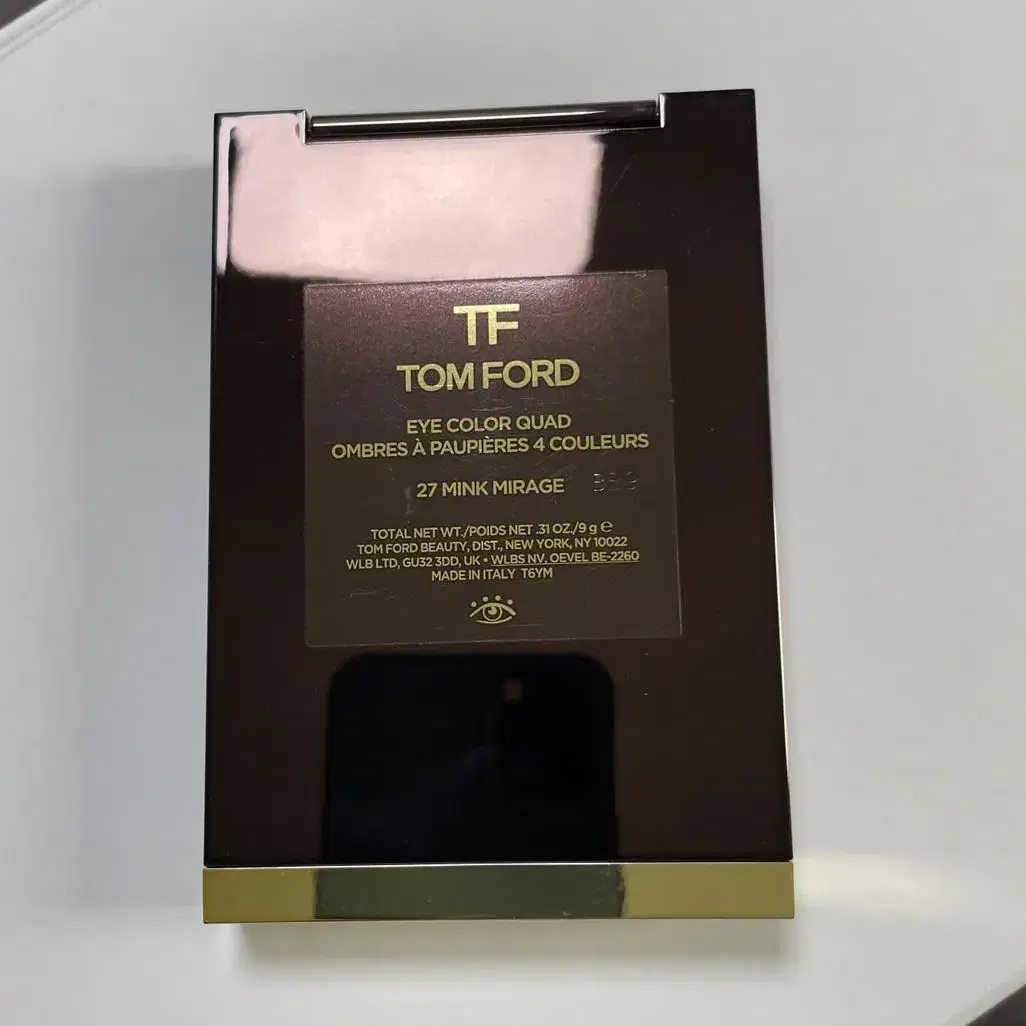 TF
TOM FORD
EYE COLOR QUAD
OMBRES À PAUPIÈRES 4 COULEURS
27 MINK MIRAGE
TOTAL NET WT./POIDS NET .31 OZ./9 g ℮
TOM FORD BEAUTY, DIST., NEW YORK, NY 10022
WLB LTD, GU32 3DD, UK • WLBS NV, OEVEL BE-2260
MADE IN ITALY T6YM